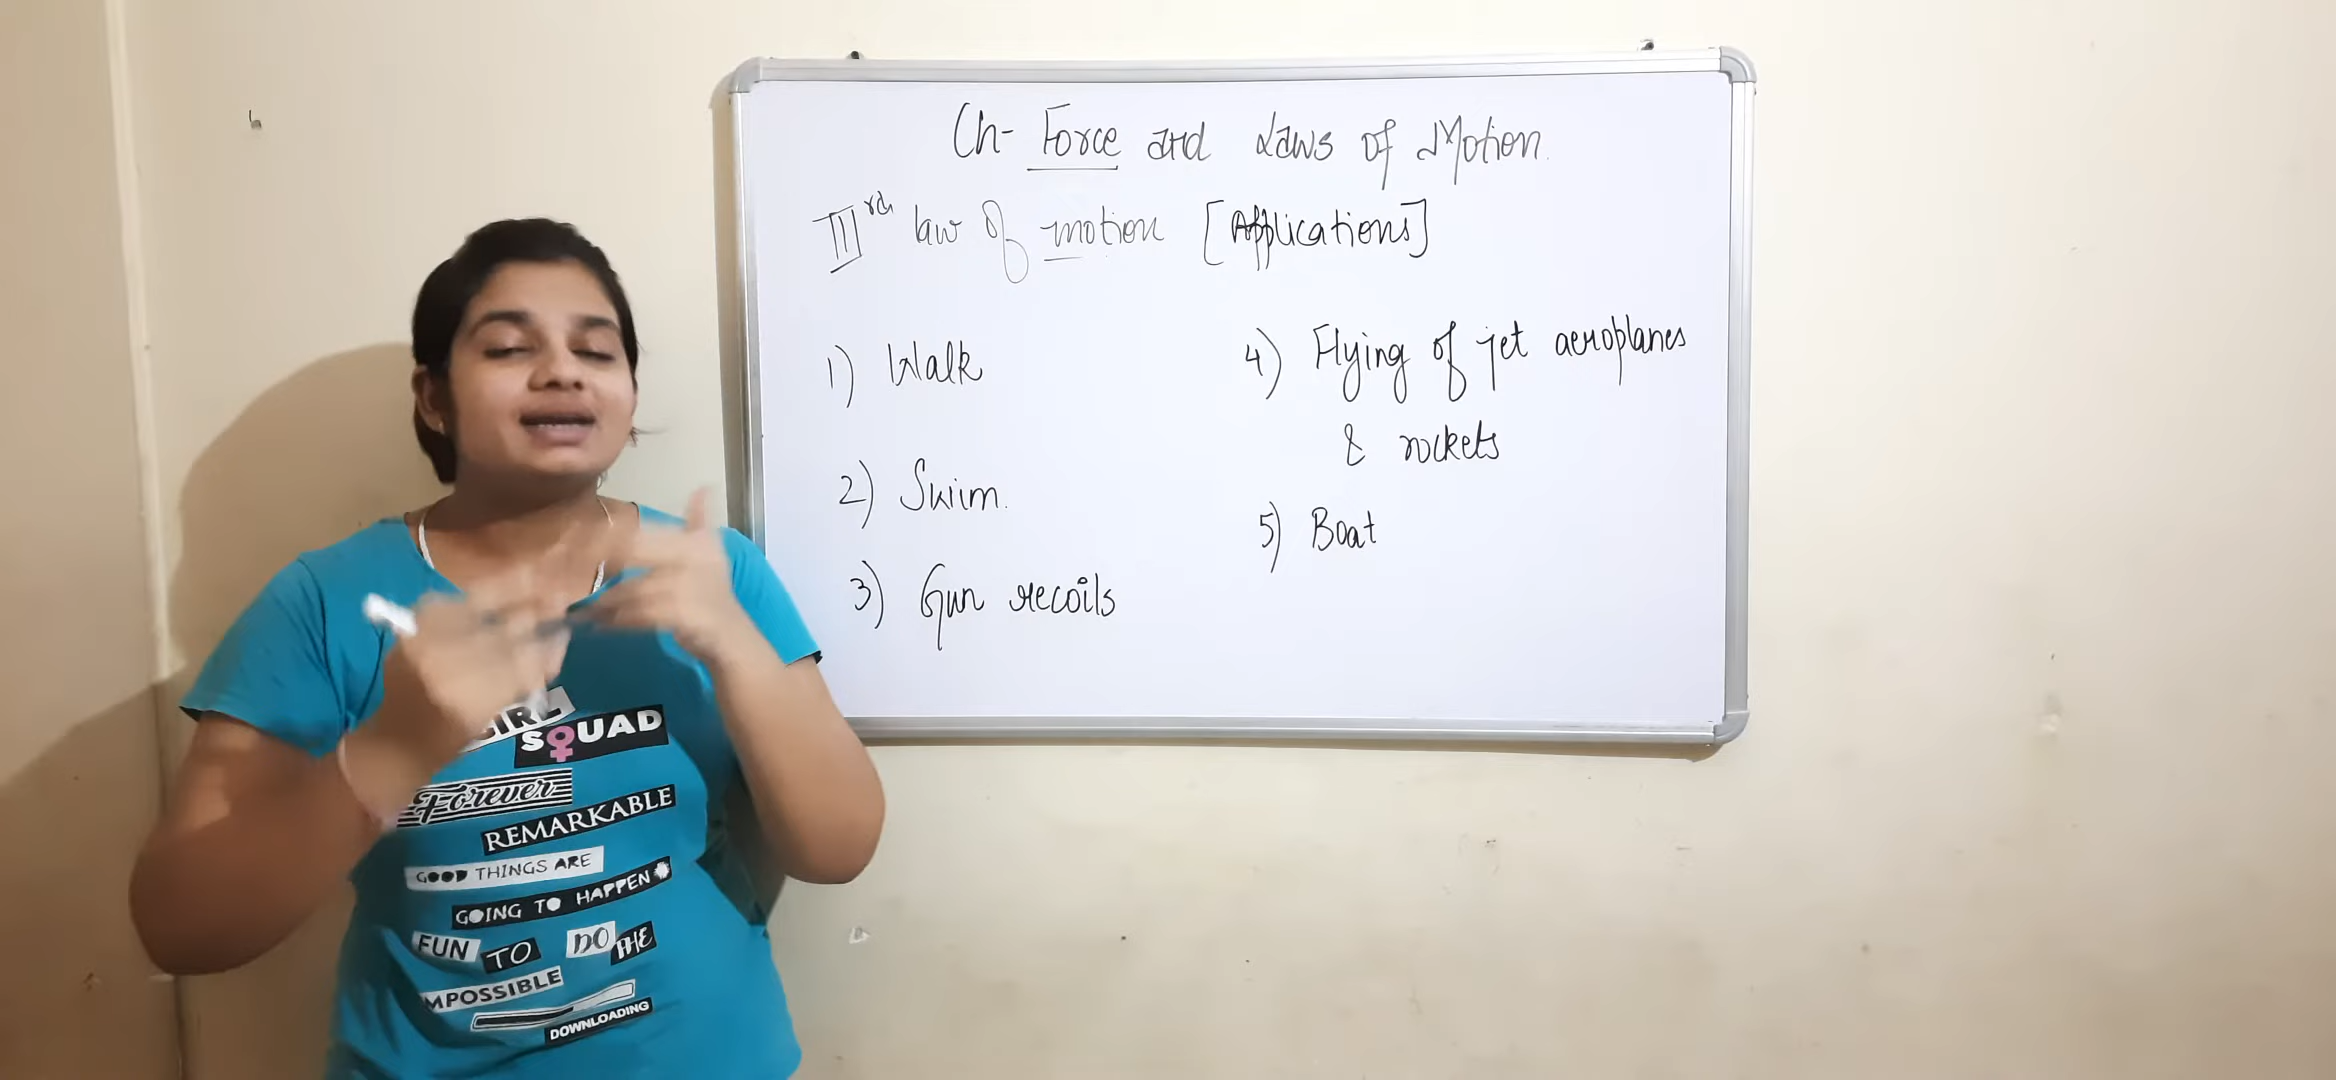 Ch- Force and Laws of Motion.
III rd law of motion [Applications]
1) Walk
2) Swim.
3) Gun recoils
4) Flying of jet aeroplanes
& rockets
5) Boat
SQUAD
Forever
REMARKABLE
GOOD THINGS ARE
GOING TO HAPPEN
FUN TO DO THE
MPOSSIBLE
DOWNLOADING